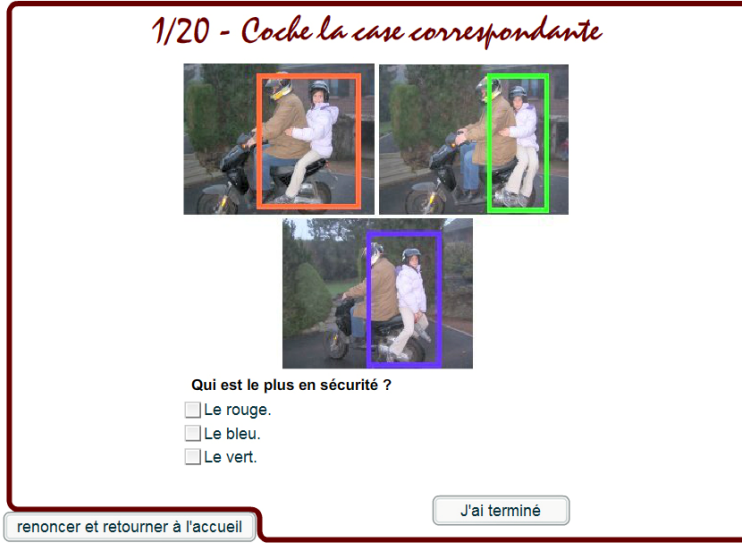 1/20 - Coche la case correspondante
Qui est le plus en sécurité ?
Le rouge.
Le bleu.
Le vert.
J'ai terminé
renoncer et retourner à l'accueil